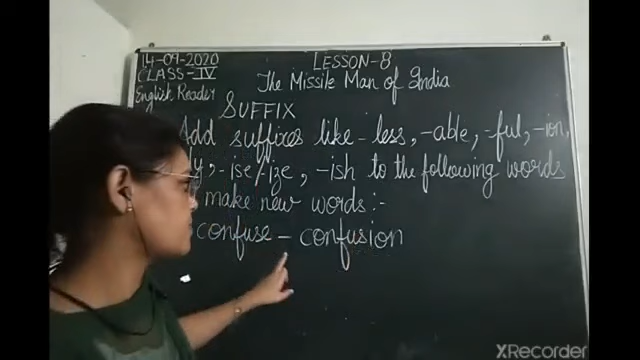 14-09-2020
LESSON-8
CLASS-IV
The Missile Man of India
English Reader
SUFFIX
Add suffixes like -less, -able, -ful, -ion,
-ise/ize, -ish to the following words
make new words:-
confuse - confusion
XRecorder